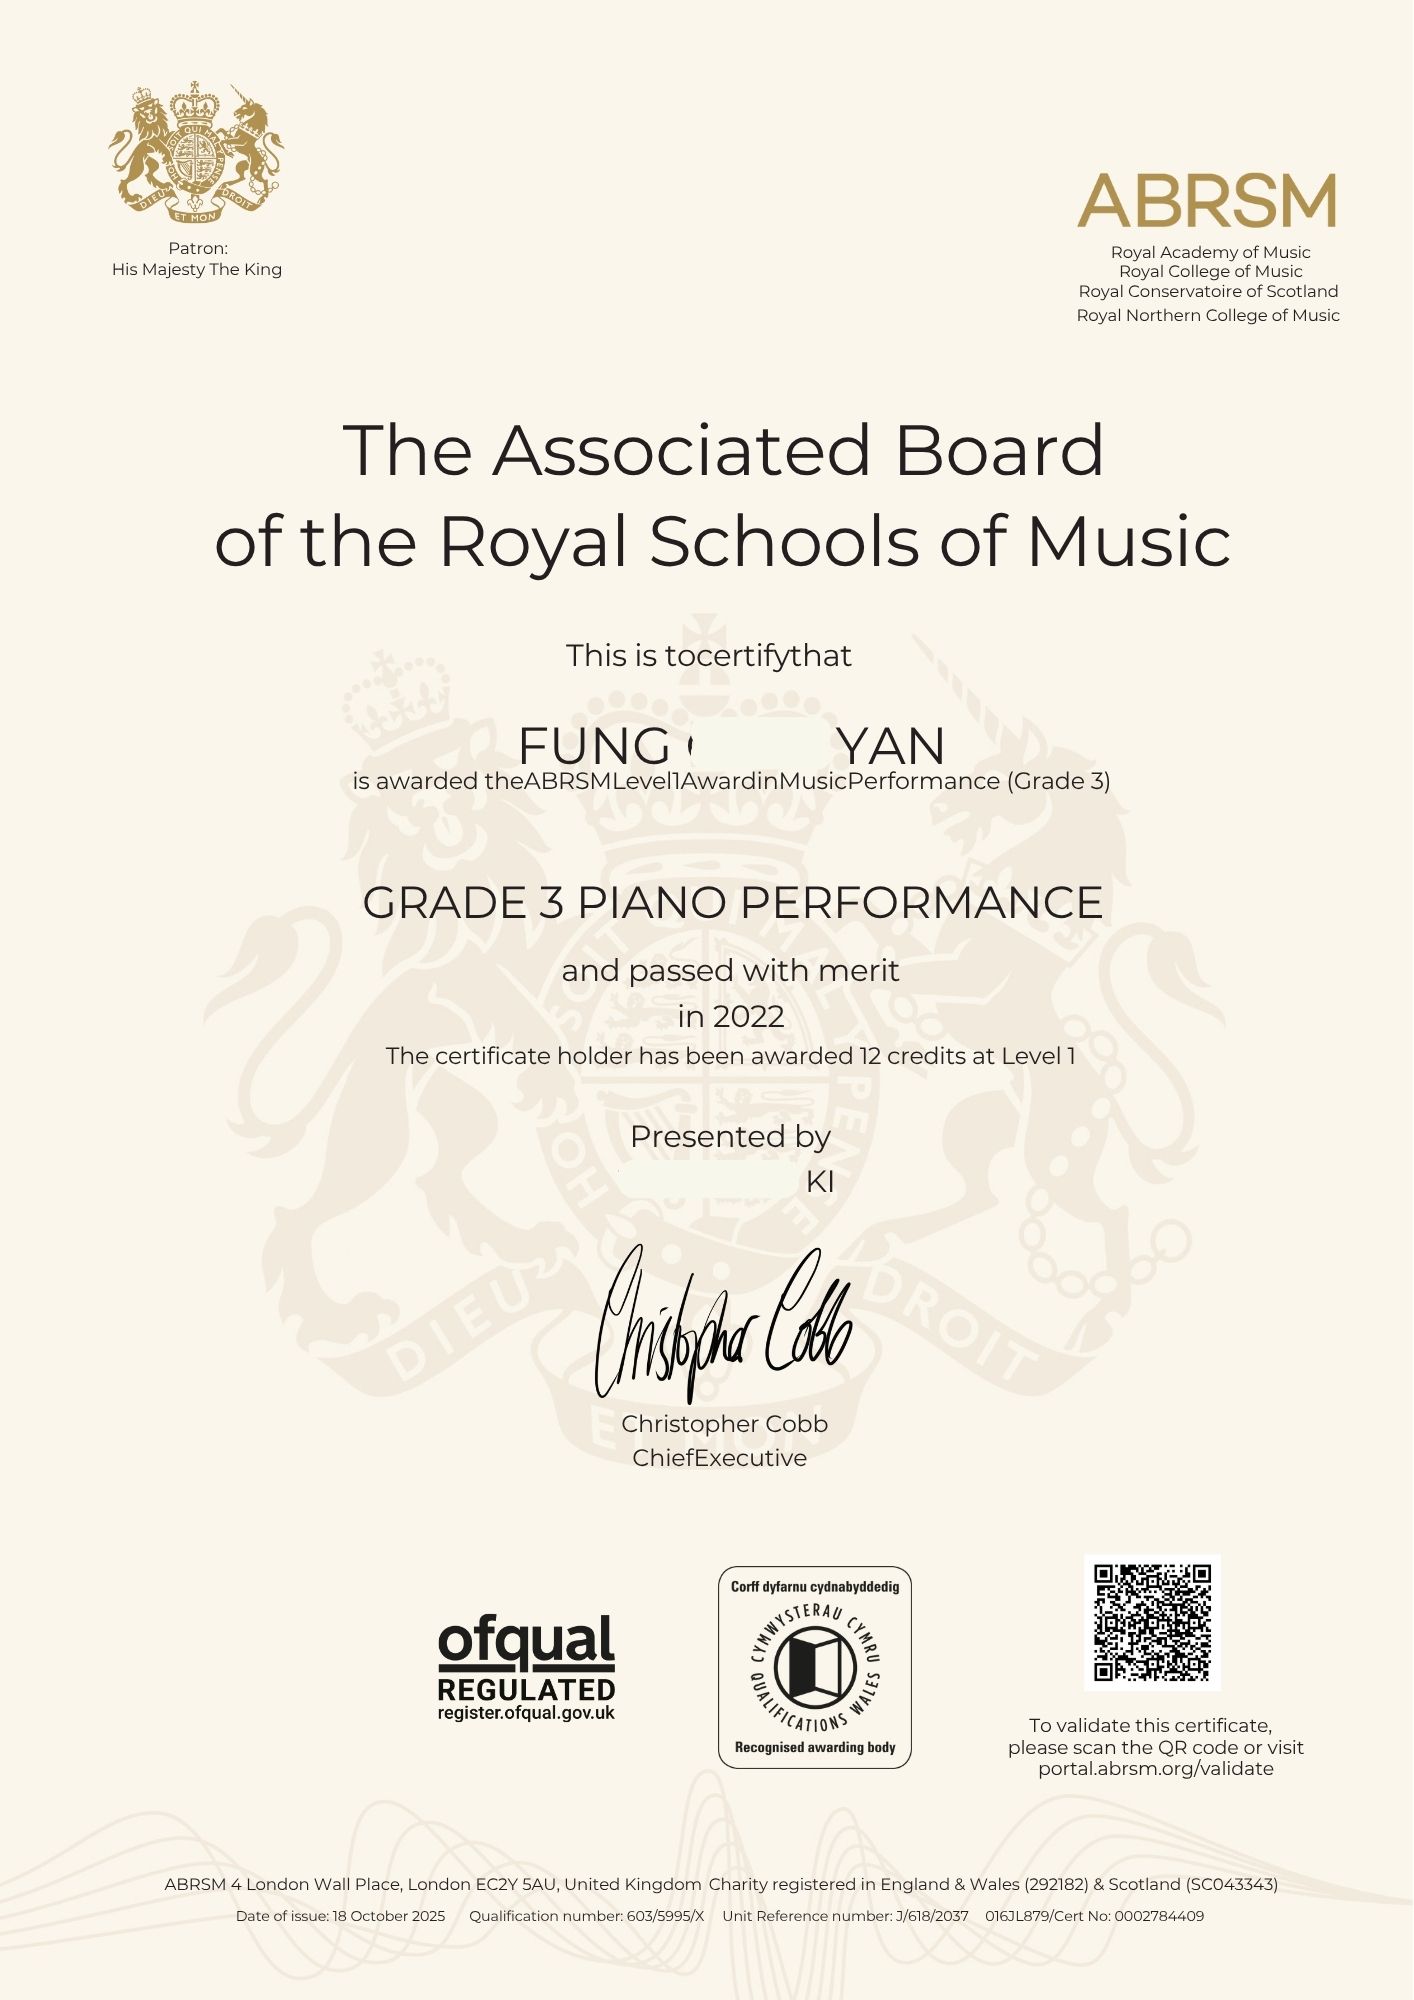 Patron:
His Majesty The King
ABRSM
Royal Academy of Music
Royal College of Music
Royal Conservatoire of Scotland
Royal Northern College of Music
The Associated Board
of the Royal Schools of Music
This is tocertifythat
FUNG YAN
is awarded theABRSMLevel1AwardinMusicPerformance (Grade 3)
GRADE 3 PIANO PERFORMANCE
and passed with merit
in 2022
The certificate holder has been awarded 12 credits at Level 1
Presented by
KI
Christopher Cobb
Christopher Cobb
ChiefExecutive
DIEU ET MON DROIT
ofqual
REGULATED
register.ofqual.gov.uk
Corff dyfarnu cydnabyddedig
CYMWYSTERAU CYMRU
QUALIFICATIONS WALES
Recognised awarding body
To validate this certificate,
please scan the QR code or visit
portal.abrsm.org/validate
ABRSM 4 London Wall Place, London EC2Y 5AU, United Kingdom Charity registered in England & Wales (292182) & Scotland (SC043343)
Date of issue: 18 October 2025 Qualification number: 603/5995/X Unit Reference number: J/618/2037 016JL879/Cert No: 0002784409